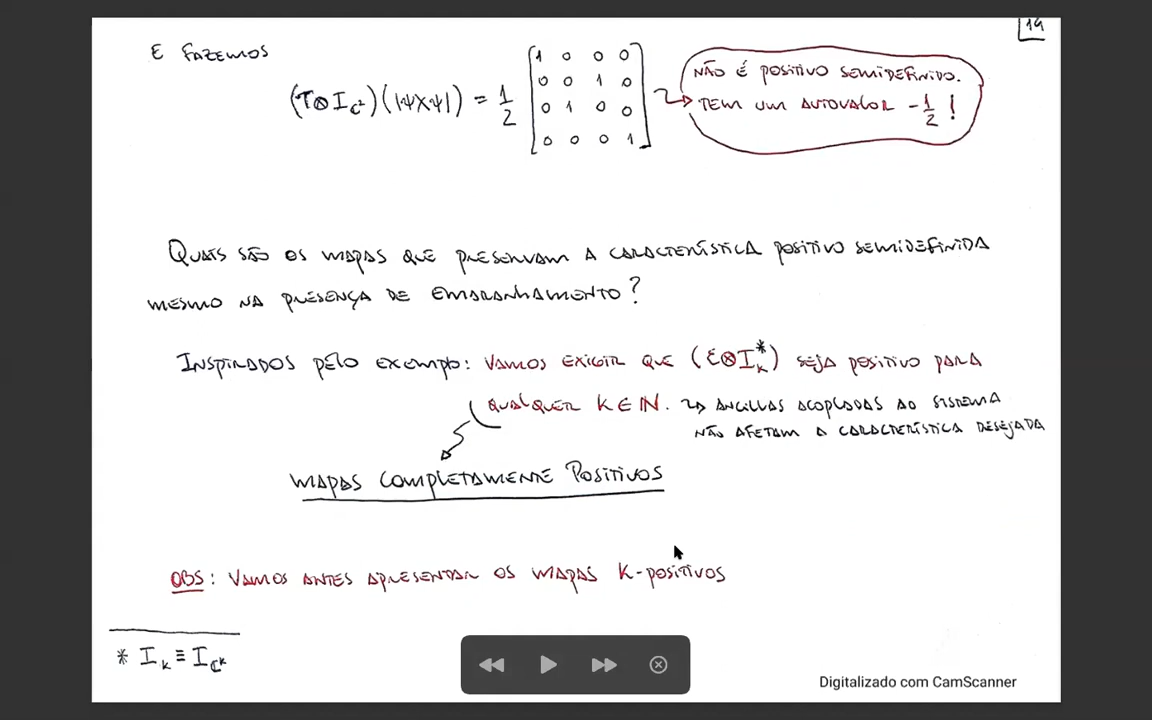 19
E FAZEMOS
(T⊗I_ℂ²)(|ψ⟩⟨ψ|) = 1/2 [1 0 0 0
0 0 1 0
0 1 0 0
0 0 0 1]
NÃO É POSITIVO SEMIDEFINIDO.
TEM UM AUTOVALOR -1/2 !
QUAIS SÃO OS MAPAS QUE PRESERVAM A CARACTERÍSTICA POSITIVO SEMIDEFINIDA
MESMO NA PRESENÇA DE EMARANHAMENTO?
INSPIRADOS PELO EXEMPLO: VAMOS EXIGIR QUE (ℰ⊗I_k^*) SEJA POSITIVO PARA
QUALQUER K ∈ ℕ. ANCILLAS ACOPLADAS AO SISTEMA
NÃO AFETAM A CARACTERÍSTICA DESEJADA
MAPAS COMPLETAMENTE POSITIVOS
OBS: VAMOS ANTES APRESENTAR OS MAPAS K-POSITIVOS
* I_k ≡ I_ℂᵏ
Digitalizado com CamScanner